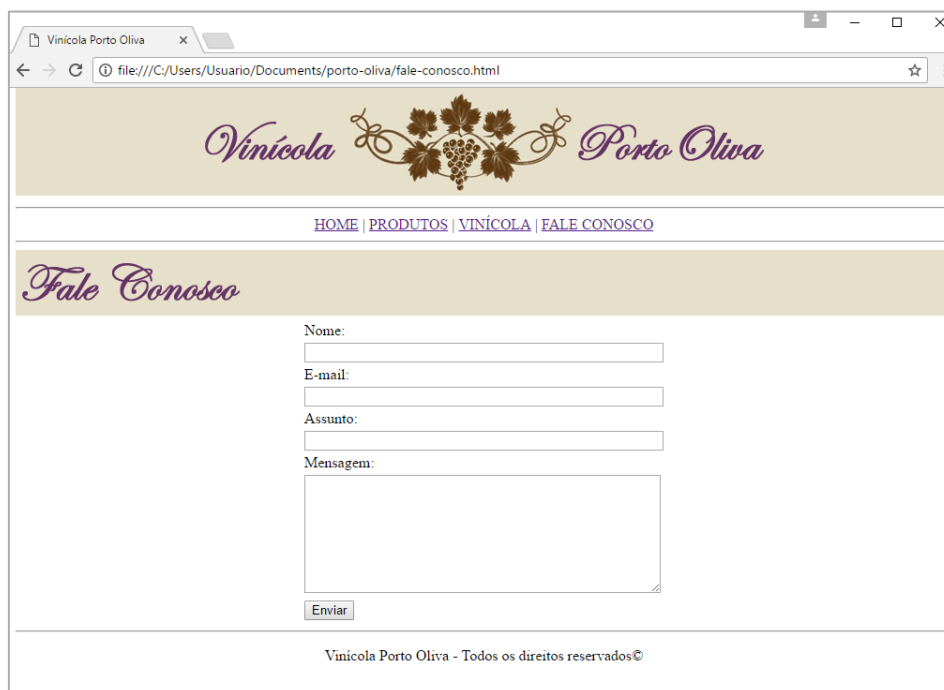 Vinícola Porto Oliva
file:///C:/Users/Usuario/Documents/porto-oliva/fale-conosco.html
Vinícola Porto Oliva
HOME | PRODUTOS | VINÍCOLA | FALE CONOSCO
Fale Conosco
Nome:
E-mail:
Assunto:
Mensagem:
Enviar
Vinícola Porto Oliva - Todos os direitos reservados©